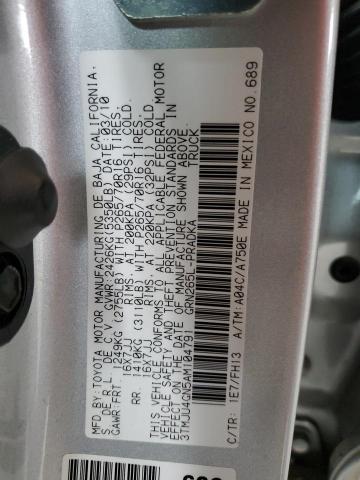 MFD.BY:TOYOTA MOTOR MANUFACTURING DE BAJA CALIFORNIA,
S. DE R.L. DE C.V. GVWR:2426KG(5350LB) DATE: 03/10
GAWR:FRT. 1249KG (2755LB) WITH P265/70R16 TIRES,
16X7JJ RIMS, AT 200KPA (29PSI) COLD.
RR. 1410KG (3110LB) WITH P265/70R16 TIRES,
16X7JJ RIMS, AT 220KPA (32PSI) COLD.
THIS VEHICLE CONFORMS TO ALL APPLICABLE FEDERAL MOTOR
VEHICLE SAFETY AND THEFT PREVENTION STANDARDS IN
EFFECT ON THE DATE OF MANUFACTURE SHOWN ABOVE.
3TMJU4GN5AM104791 TRUCK
GRN265L-PRADKA
C/TR: 1E7/FH13 A/TM:A04C/A750E MADE IN MEXICO NO.689